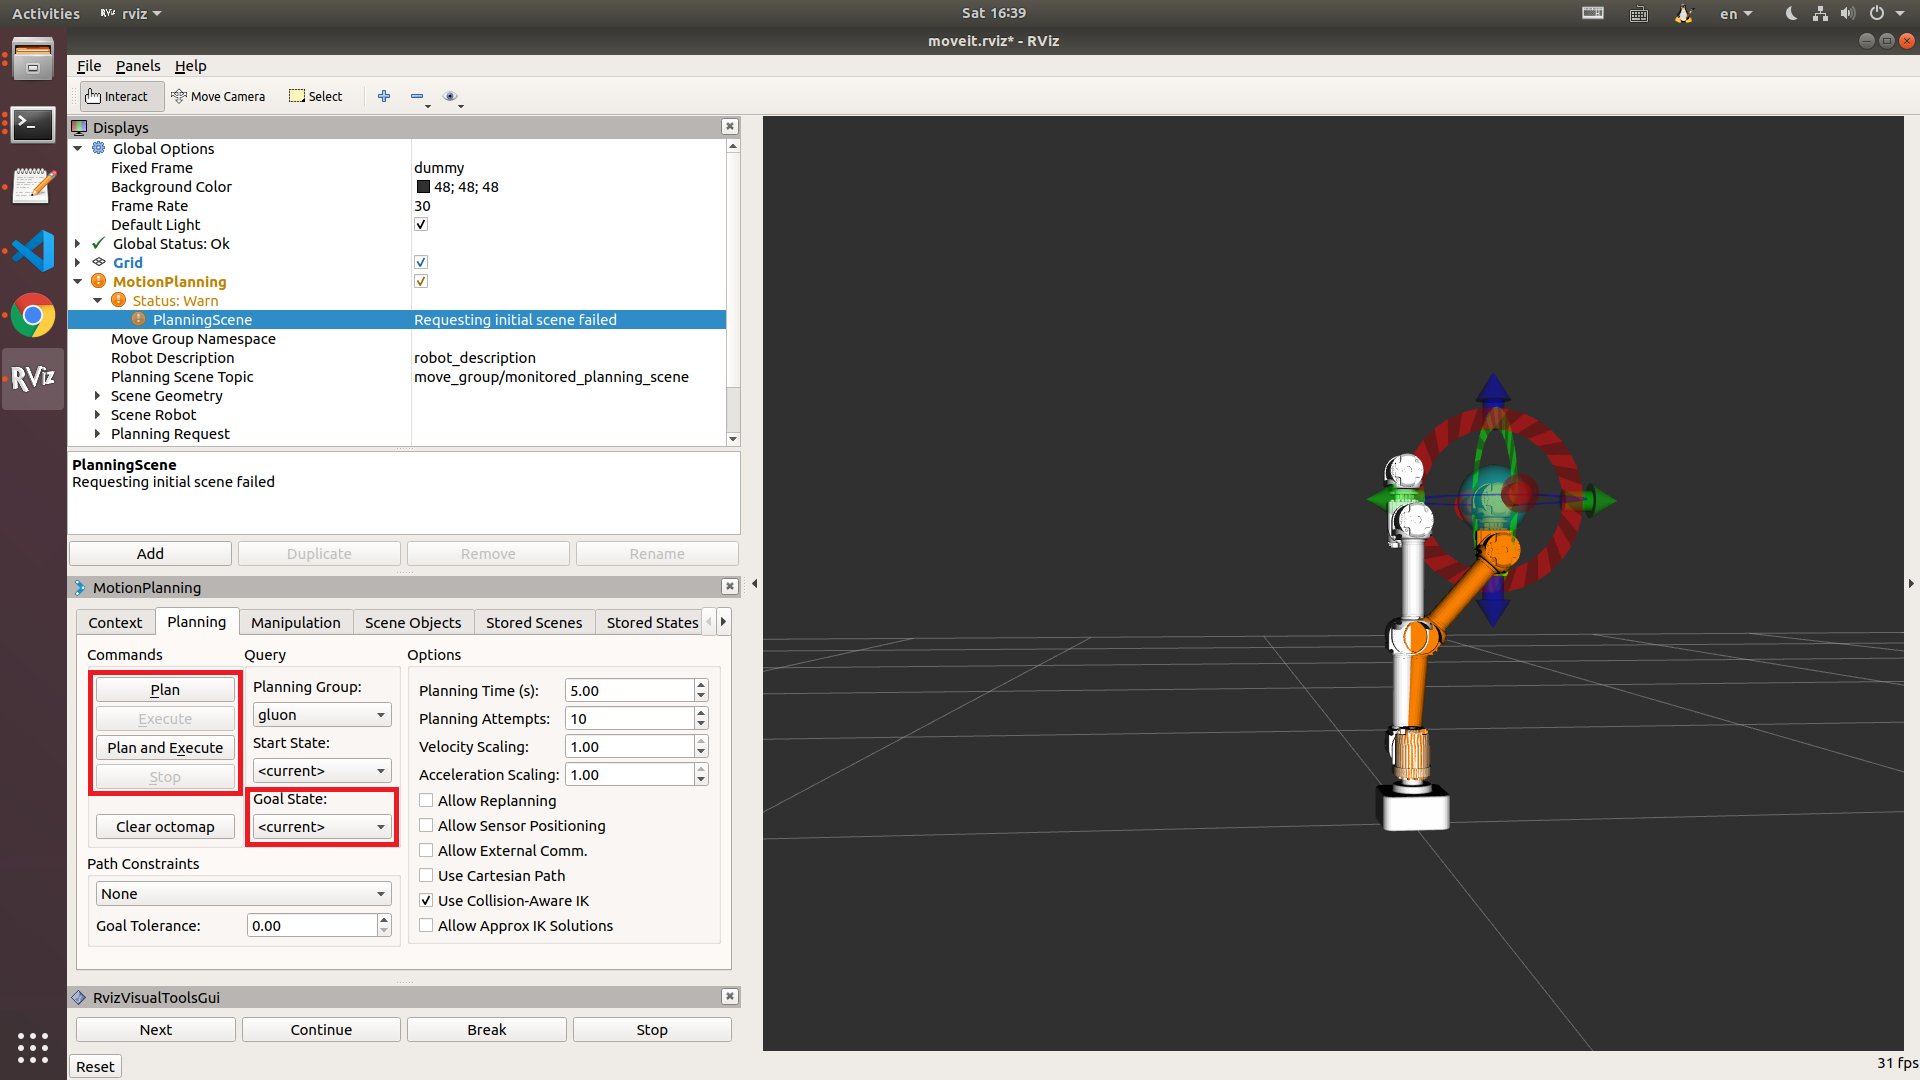 Activities RViz rviz Sat 16:39 en
moveit.rviz* - RViz
File Panels Help
Interact Move Camera Select
Displays
Global Options
Fixed Frame dummy
Background Color 48; 48; 48
Frame Rate 30
Default Light
Global Status: Ok
Grid
MotionPlanning
Status: Warn
PlanningScene Requesting initial scene failed
Move Group Namespace
Robot Description robot_description
Planning Scene Topic move_group/monitored_planning_scene
Scene Geometry
Scene Robot
Planning Request
RViz
PlanningScene
Requesting initial scene failed
Add Duplicate Remove Rename
MotionPlanning
Context Planning Manipulation Scene Objects Stored Scenes Stored States
Commands Query Options
Plan
Execute
Plan and Execute
Stop
Clear octomap
Planning Group:
gluon
Start State:
<current>
Goal State:
<current>
Path Constraints
None
Goal Tolerance: 0.00
Planning Time (s): 5.00
Planning Attempts: 10
Velocity Scaling: 1.00
Acceleration Scaling: 1.00
Allow Replanning
Allow Sensor Positioning
Allow External Comm.
Use Cartesian Path
Use Collision-Aware IK
Allow Approx IK Solutions
RvizVisualToolsGui
Next Continue Break Stop
Reset 31 fps